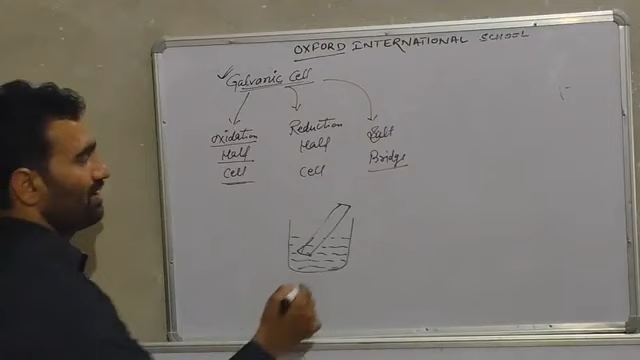 OXFORD INTERNATIONAL SCHOOL
Galvanic Cell
Oxidation
Half
Cell
Reduction
Half
Cell
Salt
Bridge